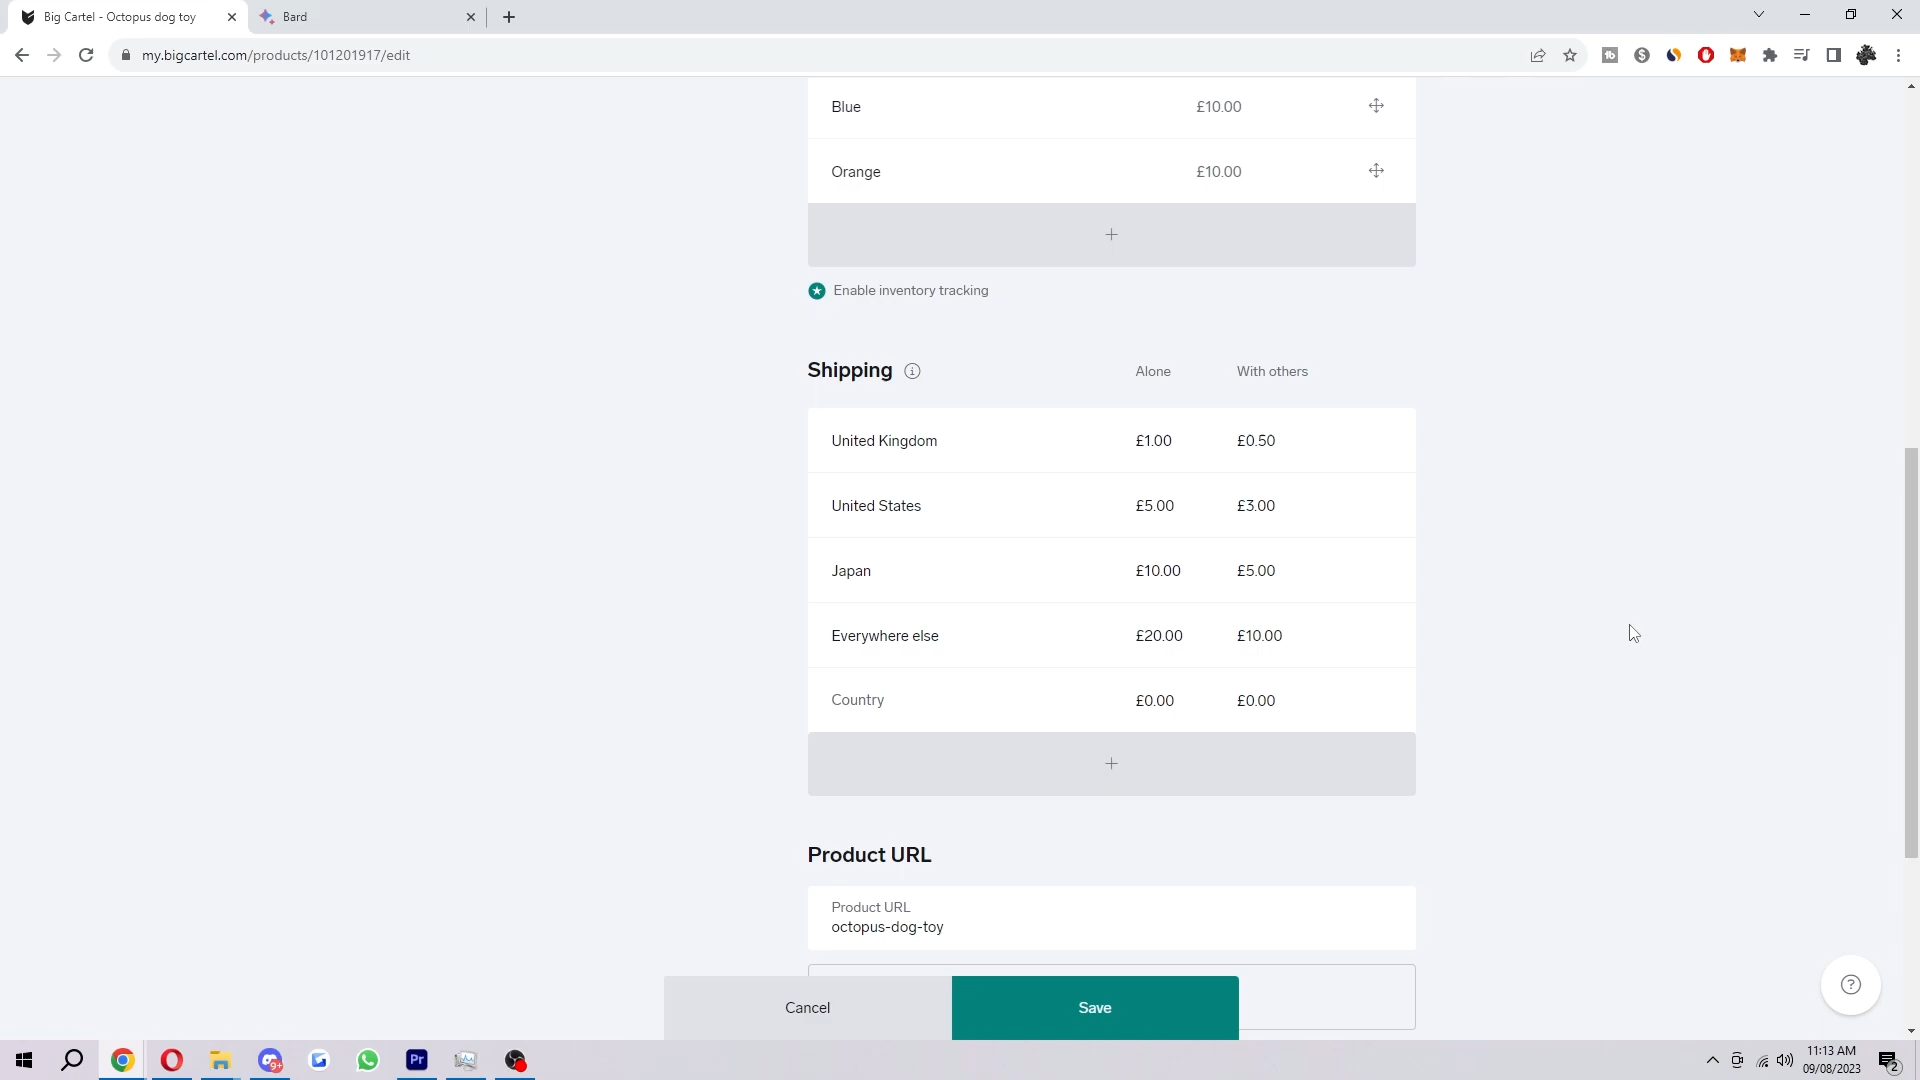 Big Cartel - Octopus dog toy
Bard
my.bigcartel.com/products/101201917/edit
Blue £10.00
Orange £10.00
Enable inventory tracking
Shipping Alone With others
United Kingdom £1.00 £0.50
United States £5.00 £3.00
Japan £10.00 £5.00
Everywhere else £20.00 £10.00
Country £0.00 £0.00
Product URL
Product URL
octopus-dog-toy
Cancel Save
9+
Pr
11:13 AM
09/08/2023
2